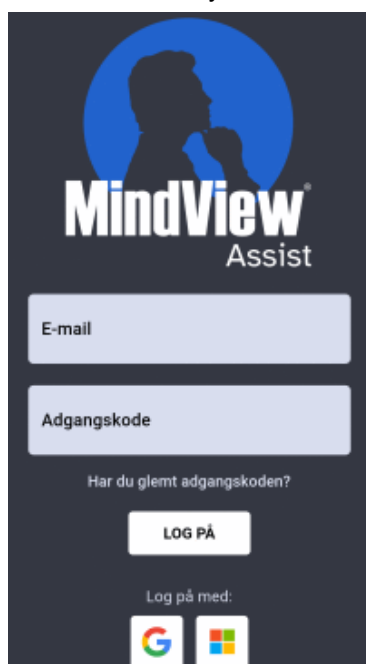 MindView®
Assist
E-mail
Adgangskode
Har du glemt adgangskoden?
LOG PÅ
Log på med: